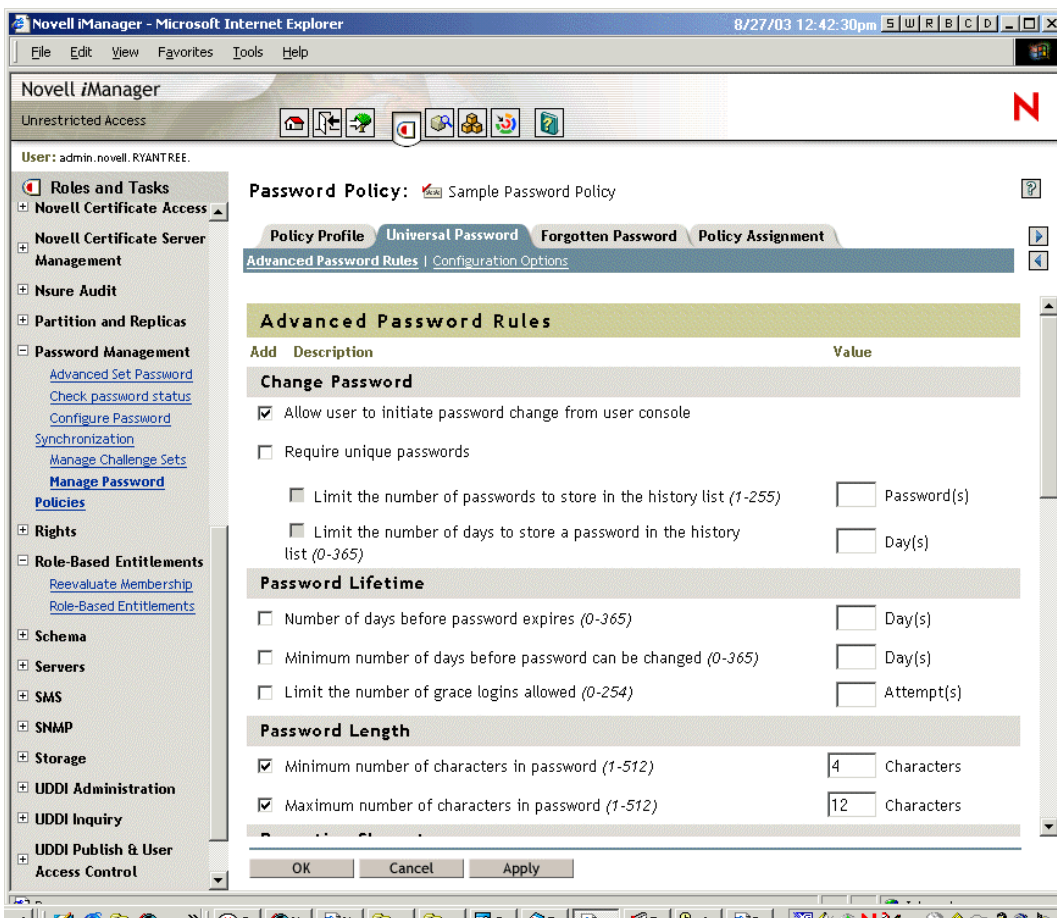 Novell iManager - Microsoft Internet Explorer
8/27/03 12:42:30pm S W R B C D
File Edit View Favorites Tools Help
Novell iManager
Unrestricted Access
N
User: admin.novell.RYANTREE.
Roles and Tasks
Novell Certificate Access
Novell Certificate Server
Management
Nsure Audit
Partition and Replicas
Password Management
Advanced Set Password
Check password status
Configure Password
Synchronization
Manage Challenge Sets
Manage Password
Policies
Rights
Role-Based Entitlements
Reevaluate Membership
Role-Based Entitlements
Schema
Servers
SMS
SNMP
Storage
UDDI Administration
UDDI Inquiry
UDDI Publish & User
Access Control
Password Policy: Sample Password Policy
Policy Profile Universal Password Forgotten Password Policy Assignment
Advanced Password Rules | Configuration Options
Advanced Password Rules
Add Description Value
Change Password
Allow user to initiate password change from user console
Require unique passwords
Limit the number of passwords to store in the history list (1-255) Password(s)
Limit the number of days to store a password in the history
list (0-365) Day(s)
Password Lifetime
Number of days before password expires (0-365) Day(s)
Minimum number of days before password can be changed (0-365) Day(s)
Limit the number of grace logins allowed (0-254) Attempt(s)
Password Length
Minimum number of characters in password (1-512) 4 Characters
Maximum number of characters in password (1-512) 12 Characters
OK Cancel Apply